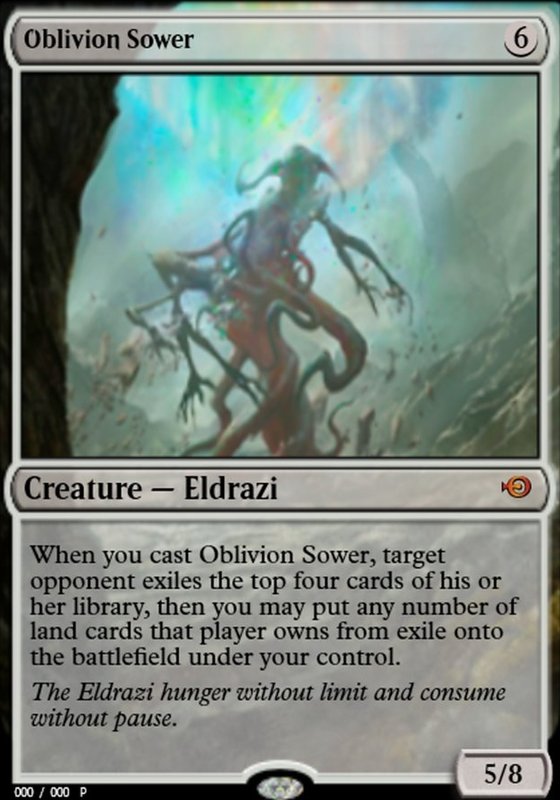 Oblivion Sower 6
Creature — Eldrazi
When you cast Oblivion Sower, target
opponent exiles the top four cards of his or
her library, then you may put any number of
land cards that player owns from exile onto
the battlefield under your control.
The Eldrazi hunger without limit and consume
without pause.
5/8
000 / 000 P